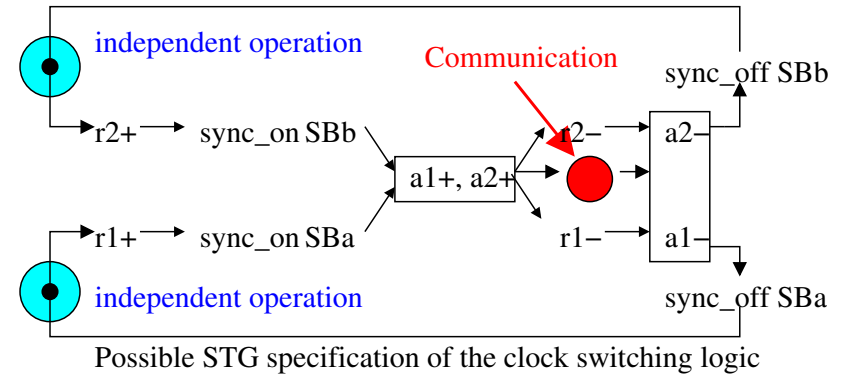 independent operation
Communication
sync_off SBb
r2+
sync_on SBb
r2−
a2−
a1+, a2+
r1+
sync_on SBa
r1−
a1−
independent operation
sync_off SBa
Possible STG specification of the clock switching logic